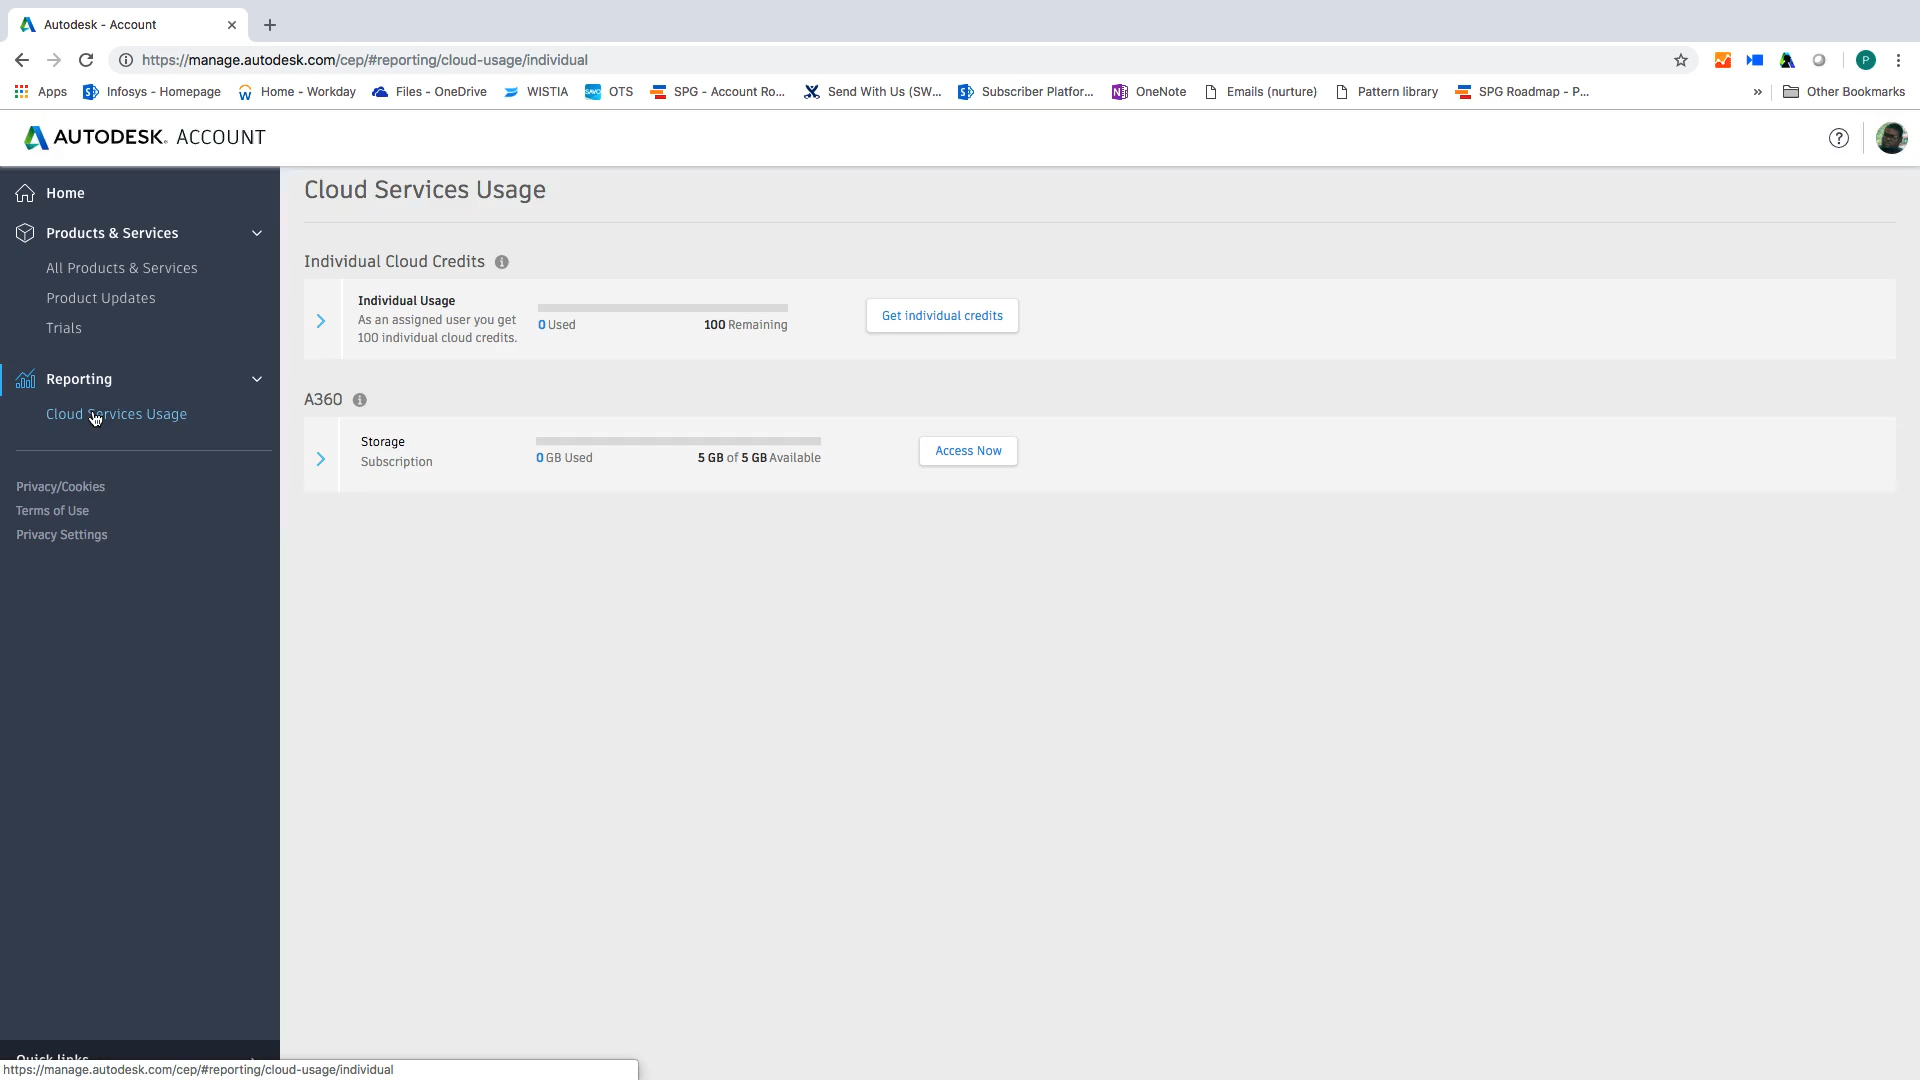 Autodesk - Account
https://manage.autodesk.com/cep/#reporting/cloud-usage/individual
P
Apps
Infosys - Homepage
Home - Workday
Files - OneDrive
WISTIA
OTS
SPG - Account Ro...
Send With Us (SW...
Subscriber Platfor...
OneNote
Emails (nurture)
Pattern library
SPG Roadmap - P...
»
Other Bookmarks
AUTODESK. ACCOUNT
Home
Products & Services
All Products & Services
Product Updates
Trials
Reporting
Cloud Services Usage
Privacy/Cookies
Terms of Use
Privacy Settings
Quick links
https://manage.autodesk.com/cep/#reporting/cloud-usage/individual
Cloud Services Usage
Individual Cloud Credits
Individual Usage
As an assigned user you get
100 individual cloud credits.
0 Used
100 Remaining
Get individual credits
A360
Storage
Subscription
0 GB Used
5 GB of 5 GB Available
Access Now